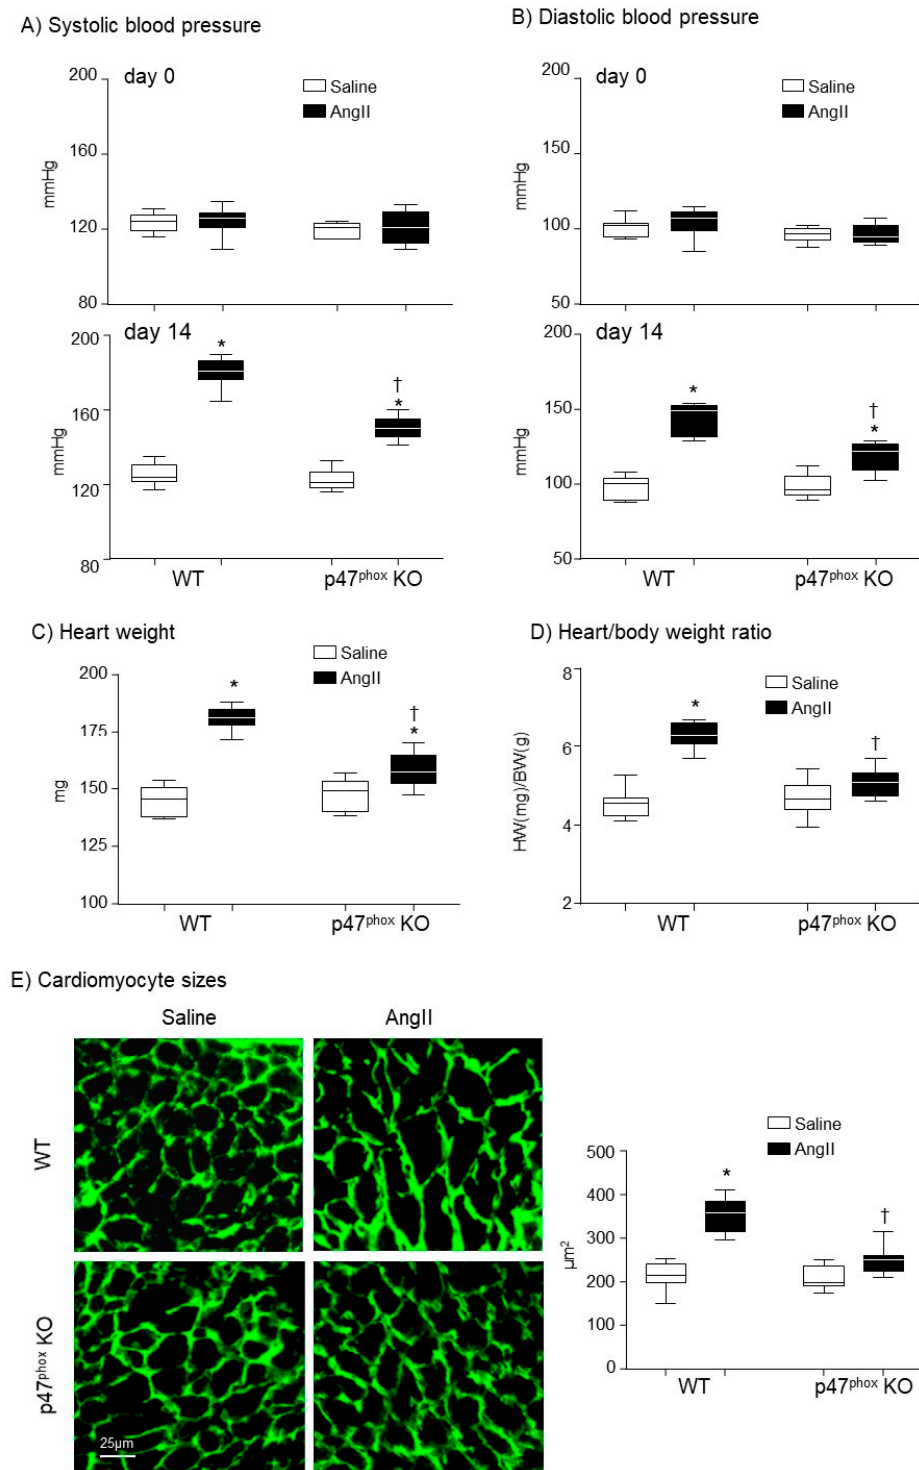 A) Systolic blood pressure
200
160
120
80
mmHg
day 0
Saline
AngII
200
160
120
80
mmHg
day 14
*
†
*
WT
p47phox KO
B) Diastolic blood pressure
200
150
100
50
mmHg
day 0
Saline
AngII
200
150
100
50
mmHg
day 14
*
†
*
WT
p47phox KO
C) Heart weight
200
175
150
125
100
mg
Saline
AngII
*
†
*
WT
p47phox KO
D) Heart/body weight ratio
8
6
4
2
HW(mg)/BW(g)
Saline
AngII
*
†
WT
p47phox KO
E) Cardiomyocyte sizes
Saline
AngII
WT
p47phox KO
25μm
Saline
AngII
500
400
300
200
100
0
μm²
*
†
WT
p47phox KO